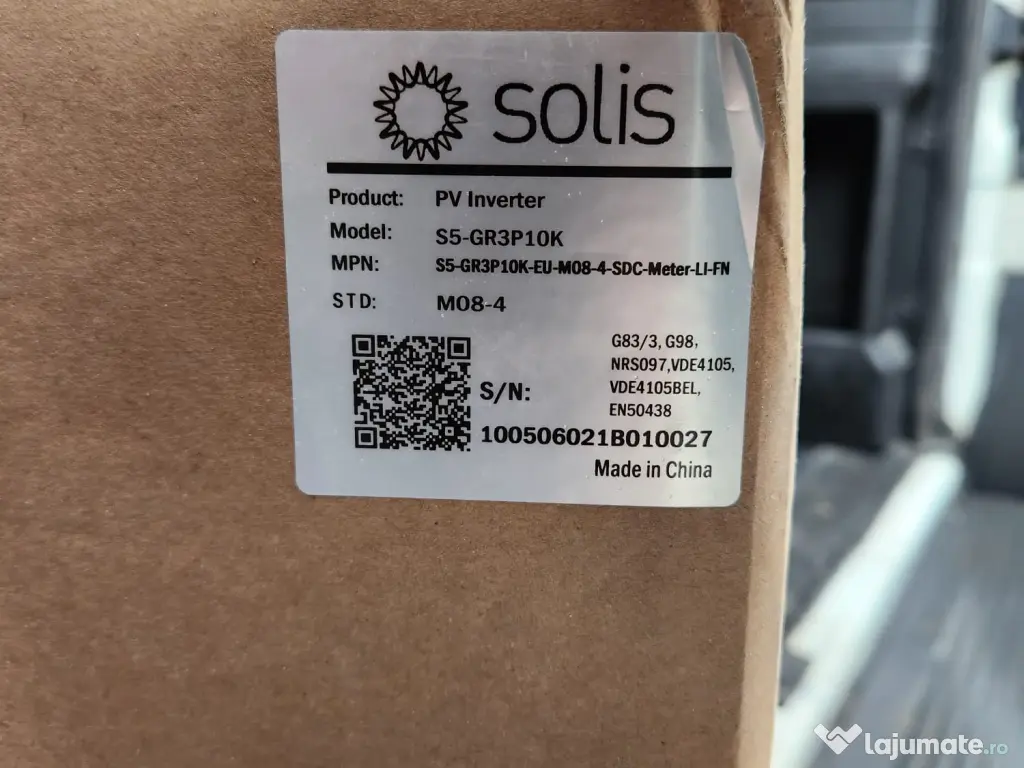 solis
Product: PV Inverter
Model: S5-GR3P10K
MPN: S5-GR3P10K-EU-M08-4-SDC-Meter-LI-FN
STD: M08-4
G83/3, G98,
NRS097,VDE4105,
VDE4105BEL,
EN50438
S/N:
100506021B010027
Made in China
lajumate.ro